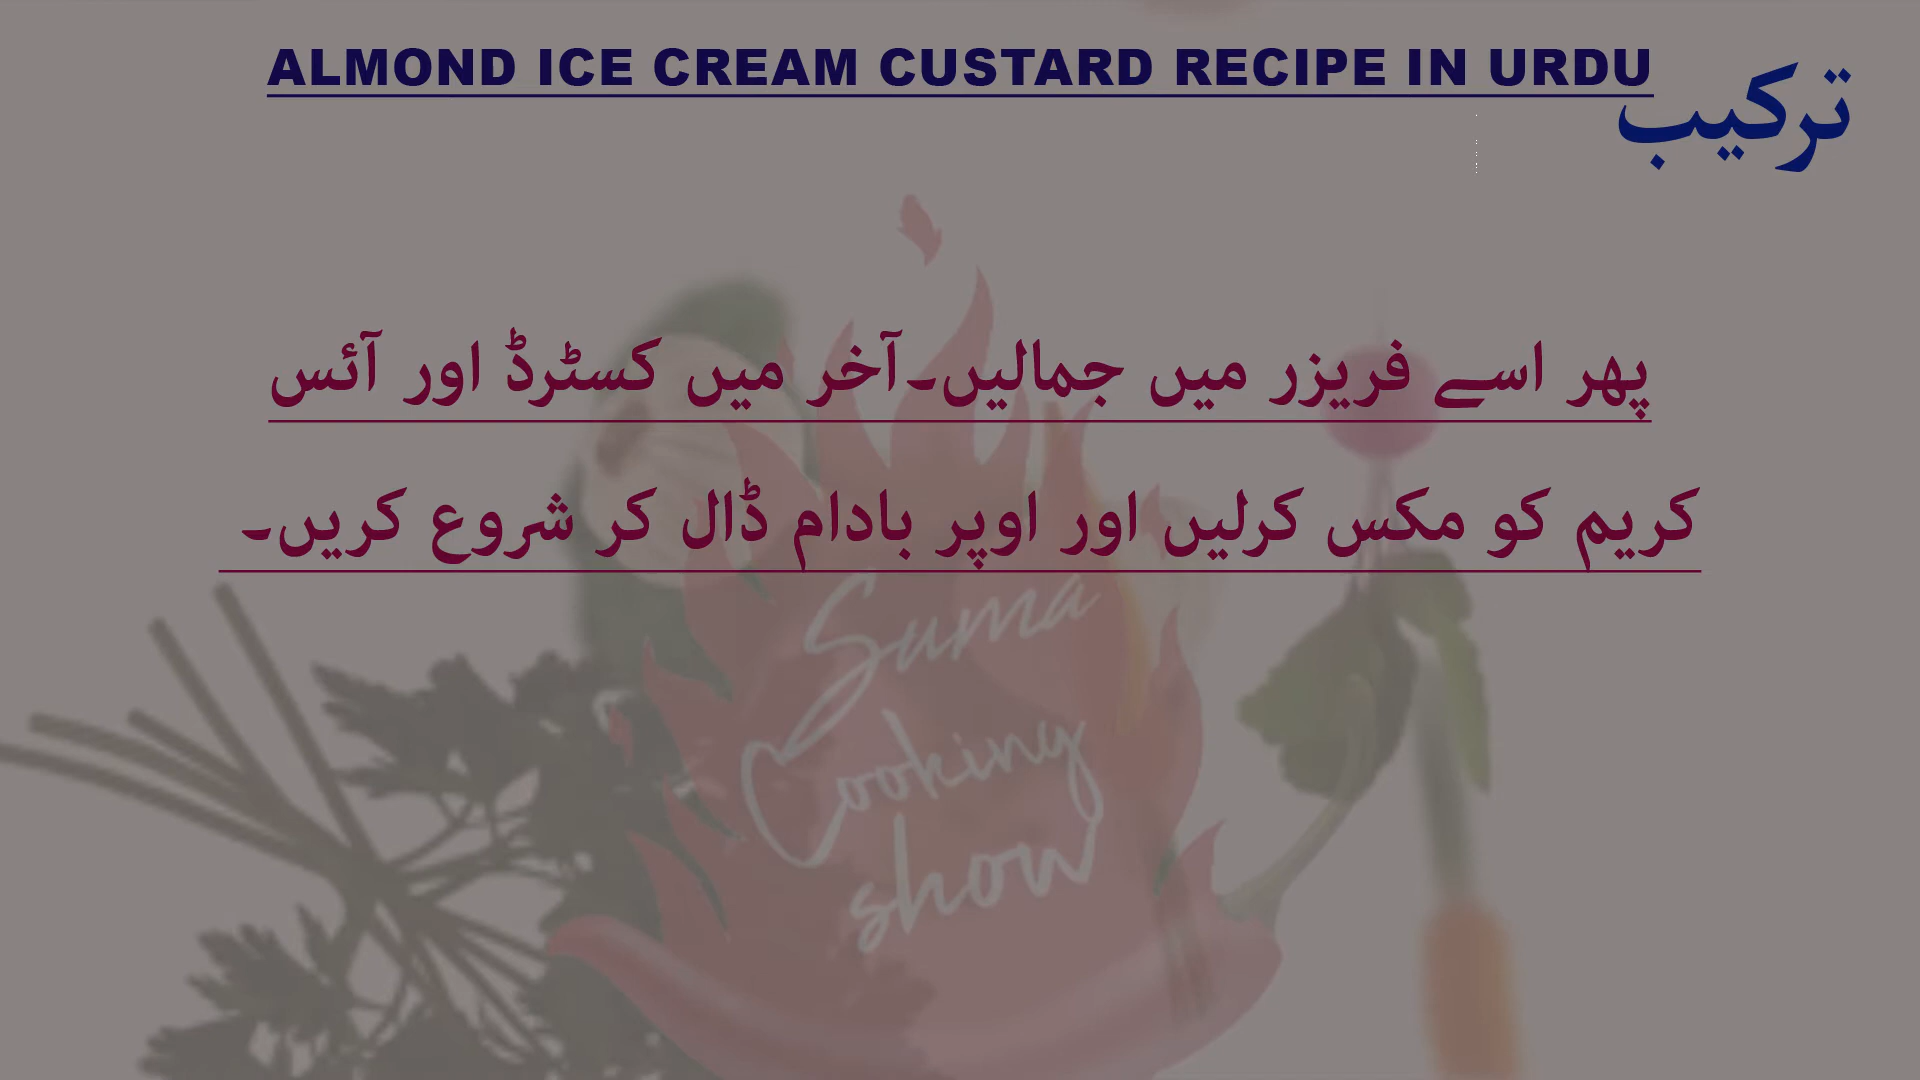 ALMOND ICE CREAM CUSTARD RECIPE IN URDU
ترکیب
پھر اسے فریزر میں جمالیں۔آخر میں کسٹرڈ اور آئس
کریم کو مکس کرلیں اور اوپر بادام ڈال کر شروع کریں۔
Suma
Cooking
show